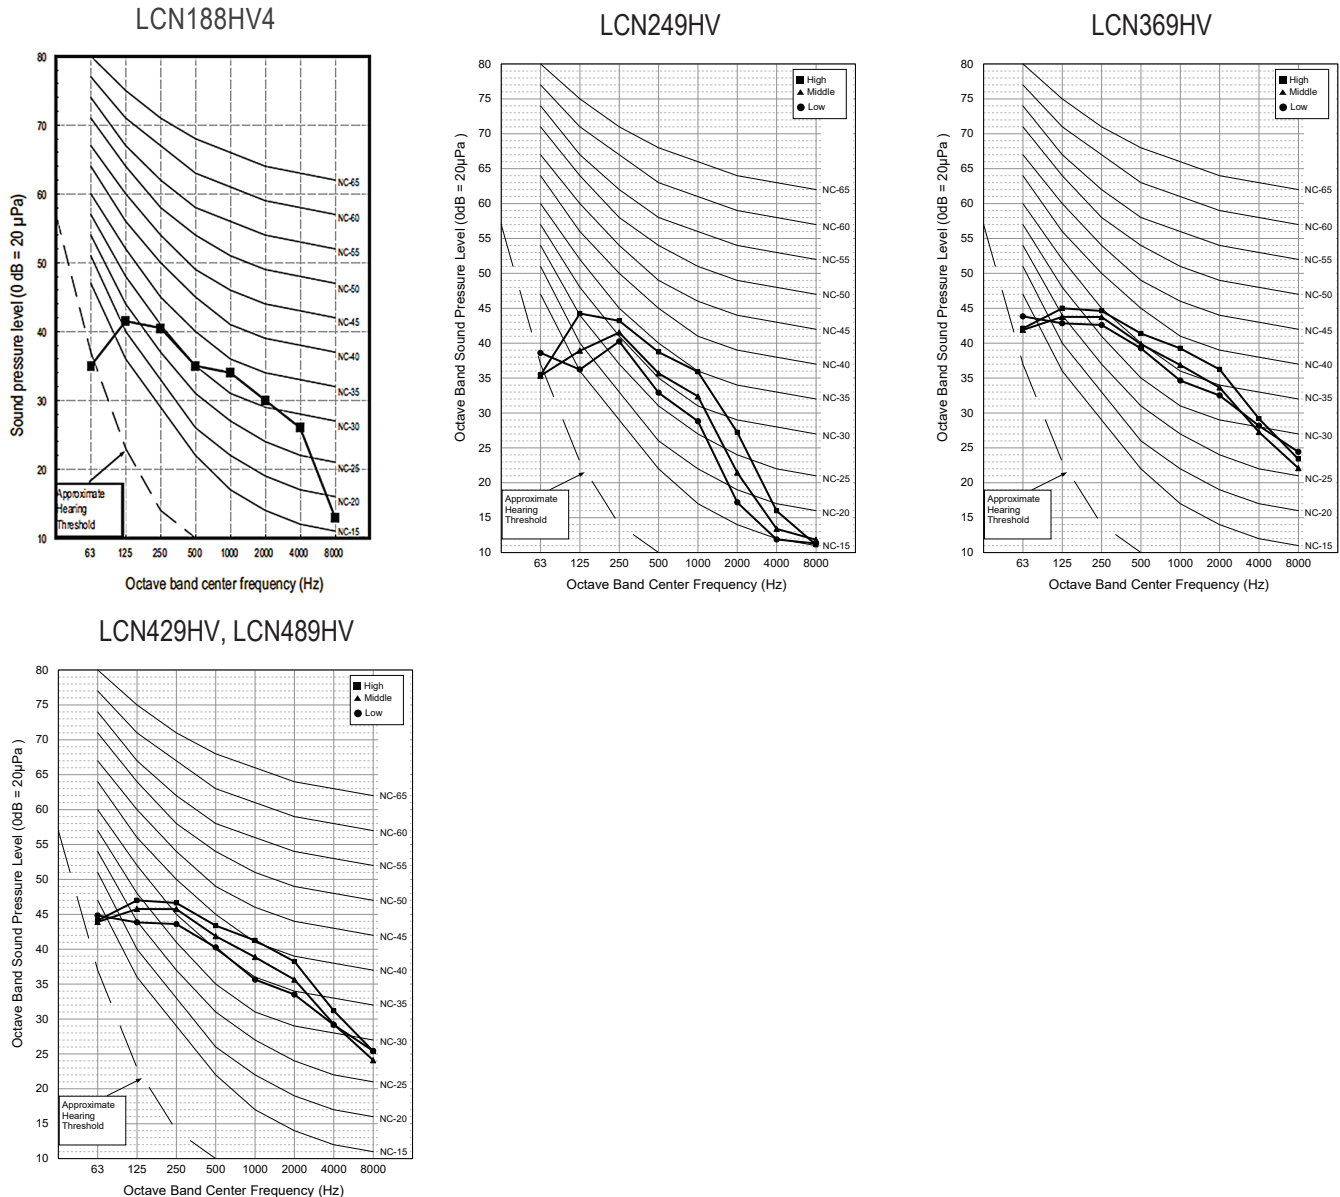 LCN188HV4
80
70
60
50
40
30
20
10
Sound pressure level (0 dB = 20 µPa)
NC-65
NC-60
NC-55
NC-50
NC-45
NC-40
NC-35
NC-30
NC-25
NC-20
NC-15
Approximate
Hearing
Threshold
63 125 250 500 1000 2000 4000 8000
Octave band center frequency (Hz)
LCN249HV
80
75
70
65
60
55
50
45
40
35
30
25
20
15
10
Octave Band Sound Pressure Level (0dB = 20µPa )
High
Middle
Low
NC-65
NC-60
NC-55
NC-50
NC-45
NC-40
NC-35
NC-30
NC-25
NC-20
NC-15
Approximate
Hearing
Threshold
63 125 250 500 1000 2000 4000 8000
Octave Band Center Frequency (Hz)
LCN369HV
80
75
70
65
60
55
50
45
40
35
30
25
20
15
10
Octave Band Sound Pressure Level (0dB = 20µPa )
High
Middle
Low
NC-65
NC-60
NC-55
NC-50
NC-45
NC-40
NC-35
NC-30
NC-25
NC-20
NC-15
Approximate
Hearing
Threshold
63 125 250 500 1000 2000 4000 8000
Octave Band Center Frequency (Hz)
LCN429HV, LCN489HV
80
75
70
65
60
55
50
45
40
35
30
25
20
15
10
Octave Band Sound Pressure Level (0dB = 20µPa )
High
Middle
Low
NC-65
NC-60
NC-55
NC-50
NC-45
NC-40
NC-35
NC-30
NC-25
NC-20
NC-15
Approximate
Hearing
Threshold
63 125 250 500 1000 2000 4000 8000
Octave Band Center Frequency (Hz)